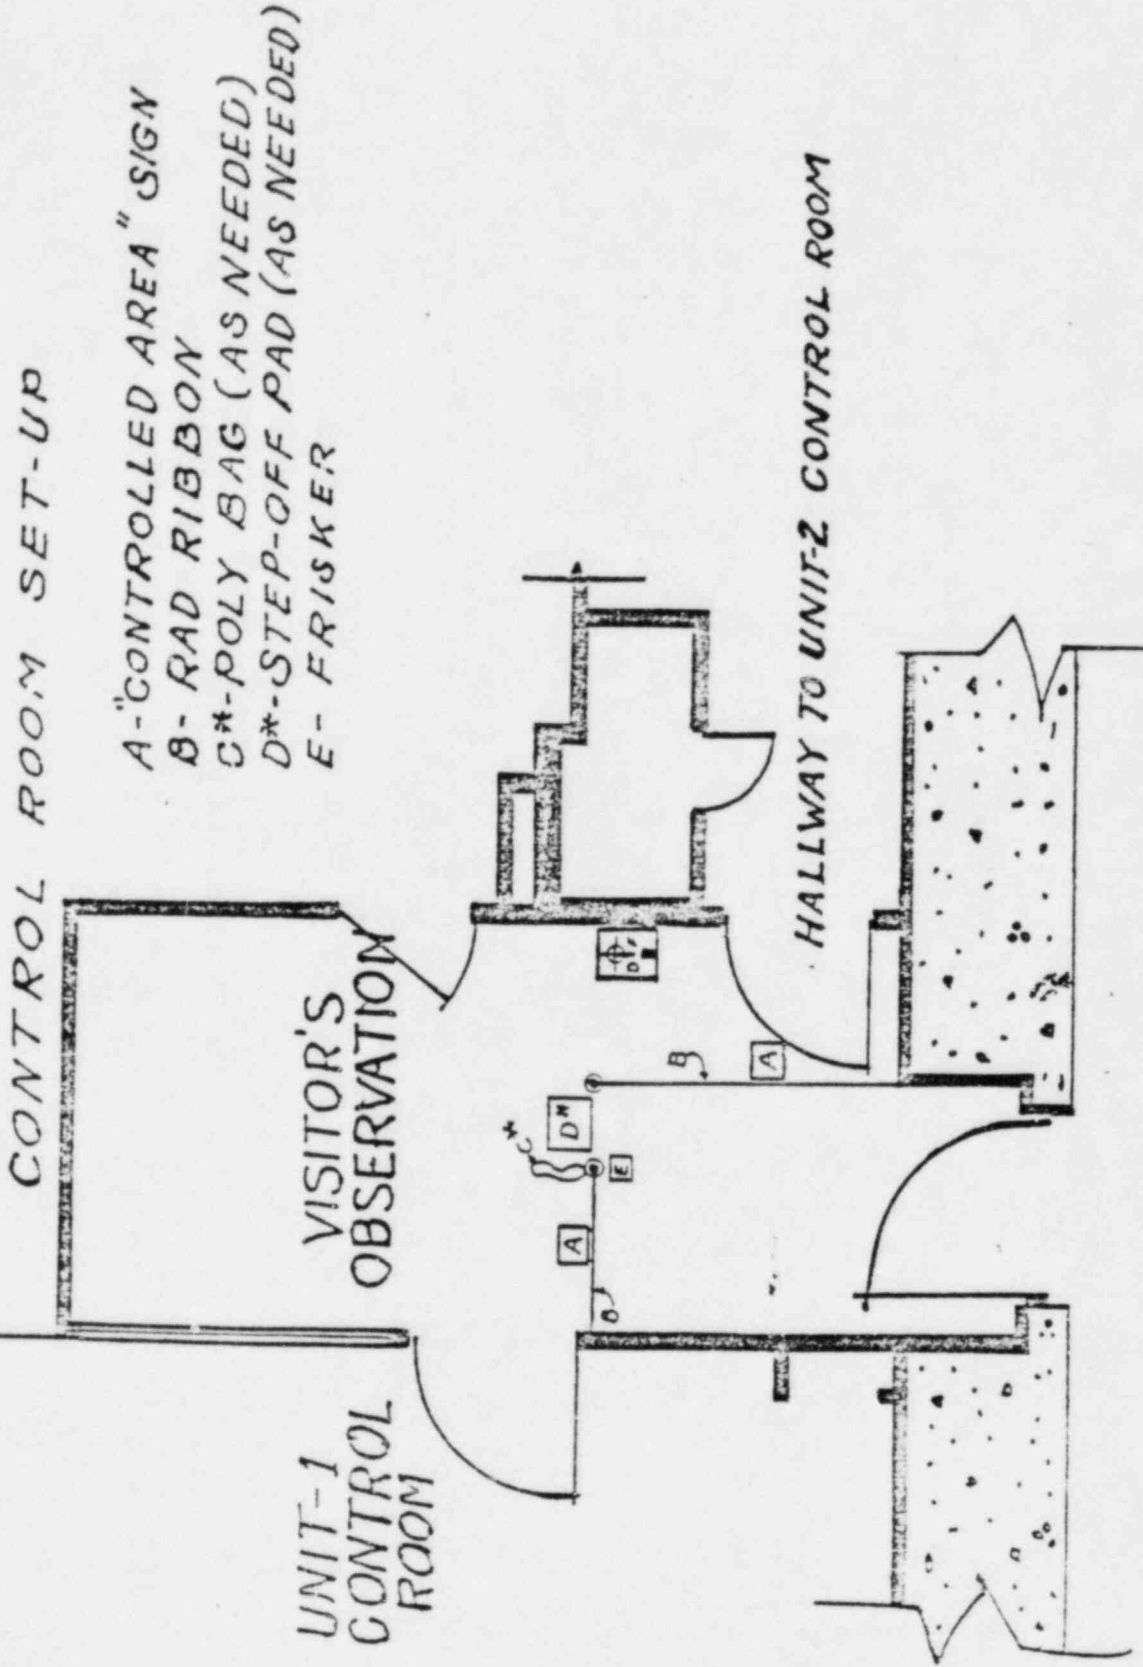 CONTROL ROOM SET-UP
A-"CONTROLLED AREA" SIGN
B- RAD RIBBON
C*-POLY BAG (AS NEEDED)
D*-STEP-OFF PAD (AS NEEDED)
E- FRISKER
UNIT-1
CONTROL
ROOM
VISITOR'S
OBSERVATION
C*
D*
A
E
B
B
A
HALLWAY TO UNIT-2 CONTROL ROOM